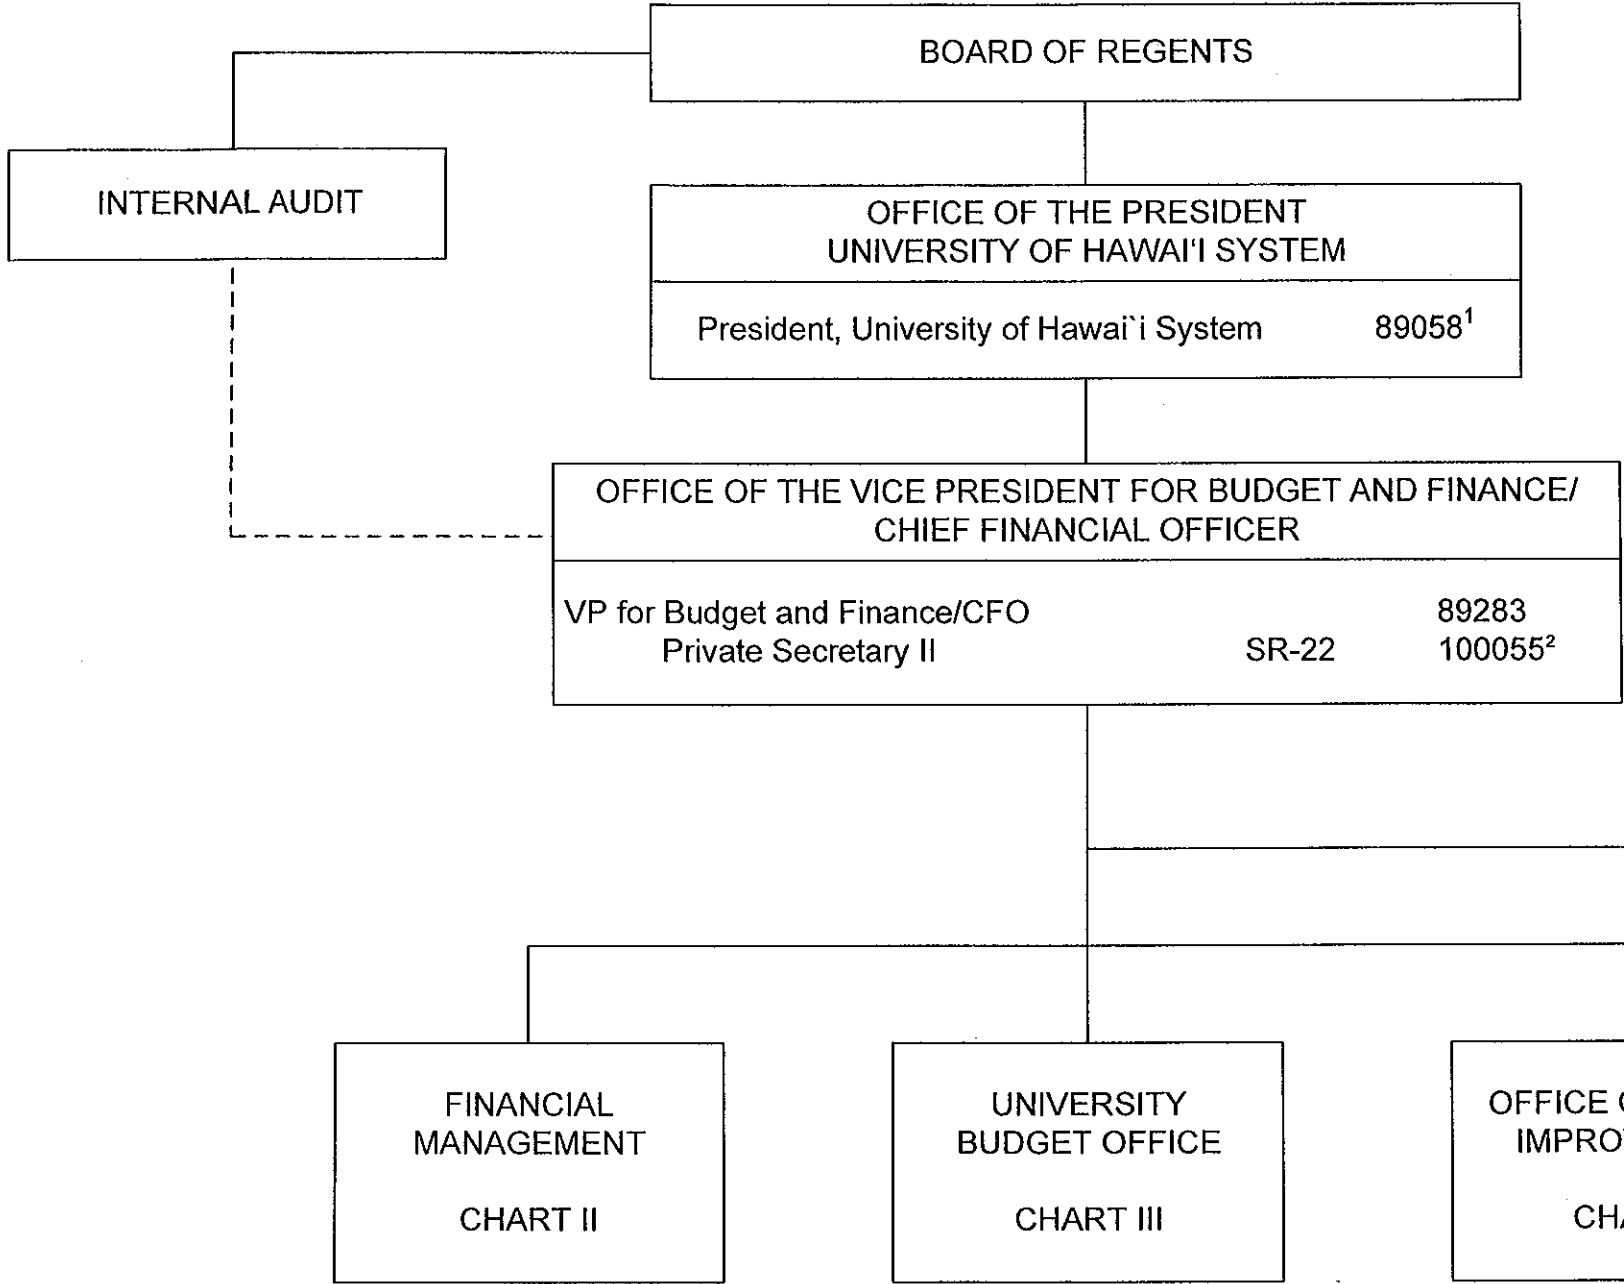 BOARD OF REGENTS
INTERNAL AUDIT
OFFICE OF THE PRESIDENT
UNIVERSITY OF HAWAI'I SYSTEM
President, University of Hawai`i System 89058¹
OFFICE OF THE VICE PRESIDENT FOR BUDGET AND FINANCE/
CHIEF FINANCIAL OFFICER
VP for Budget and Finance/CFO 89283
Private Secretary II SR-22 100055²
FINANCIAL
MANAGEMENT
CHART II
UNIVERSITY
BUDGET OFFICE
CHART III
OFFICE